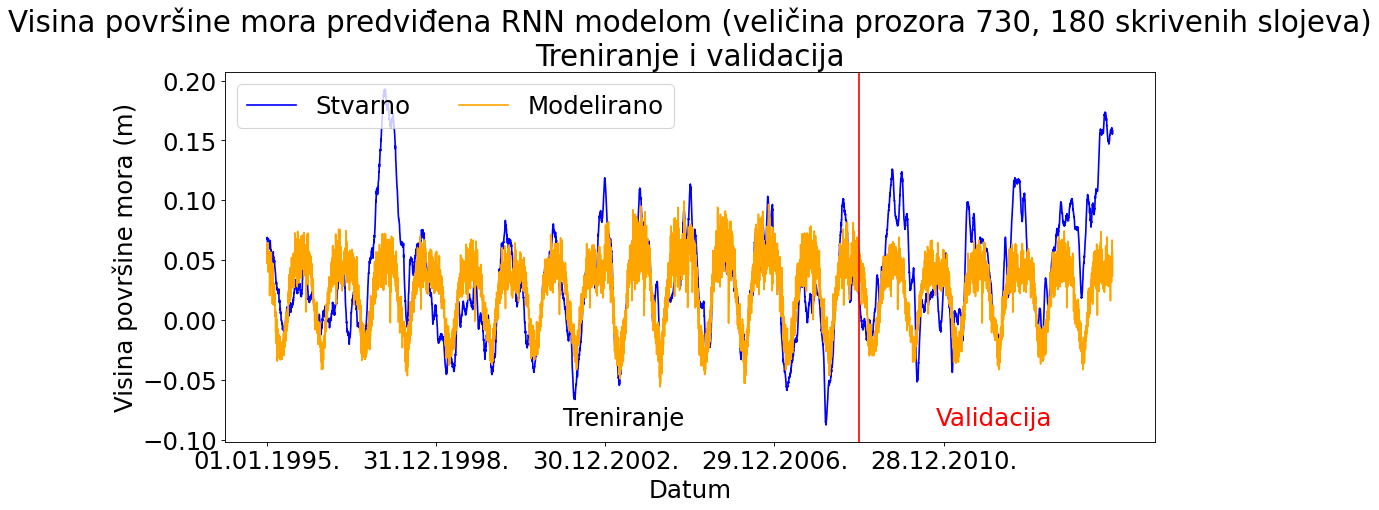 Visina površine mora predviđena RNN modelom (veličina prozora 730, 180 skrivenih slojeva)
Treniranje i validacija
Stvarno
Modelirano
Visina površine mora (m)
0.20
0.15
0.10
0.05
0.00
−0.05
−0.10
Treniranje
Validacija
01.01.1995.
31.12.1998.
30.12.2002.
29.12.2006.
28.12.2010.
Datum